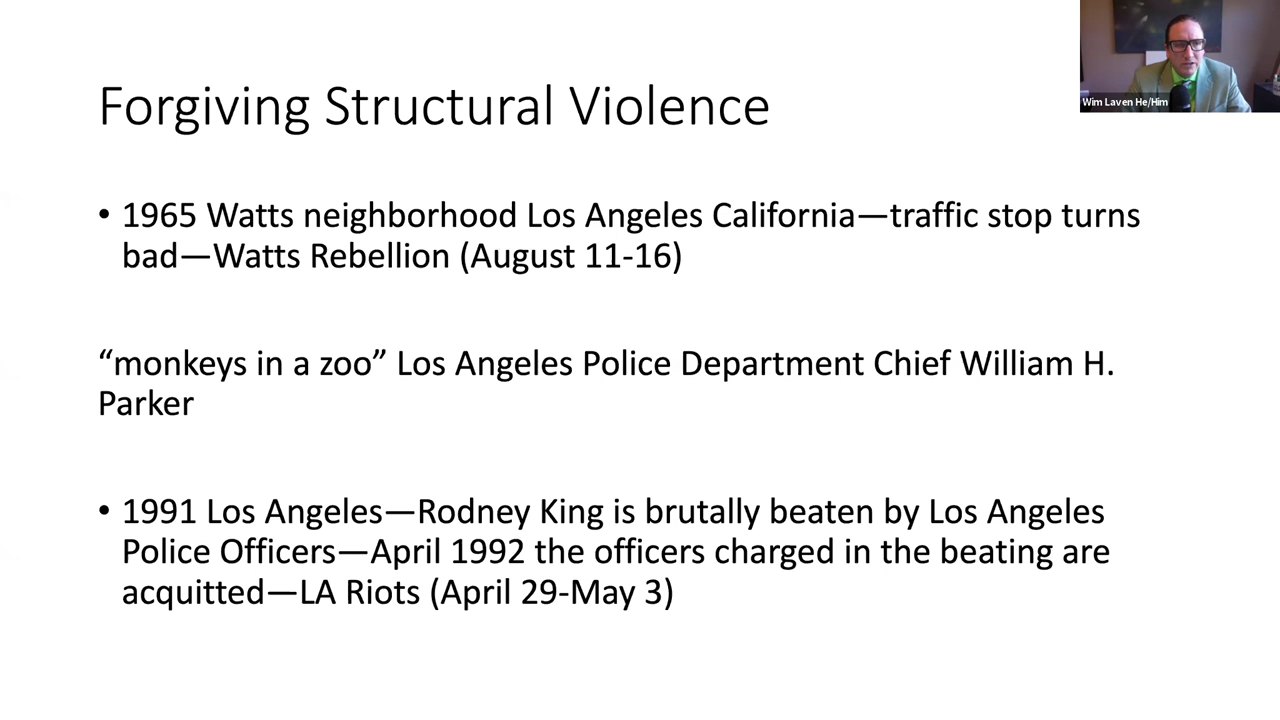 Wim Laven He/Him
Forgiving Structural Violence
• 1965 Watts neighborhood Los Angeles California—traffic stop turns
bad—Watts Rebellion (August 11-16)
“monkeys in a zoo” Los Angeles Police Department Chief William H.
Parker
• 1991 Los Angeles—Rodney King is brutally beaten by Los Angeles
Police Officers—April 1992 the officers charged in the beating are
acquitted—LA Riots (April 29-May 3)